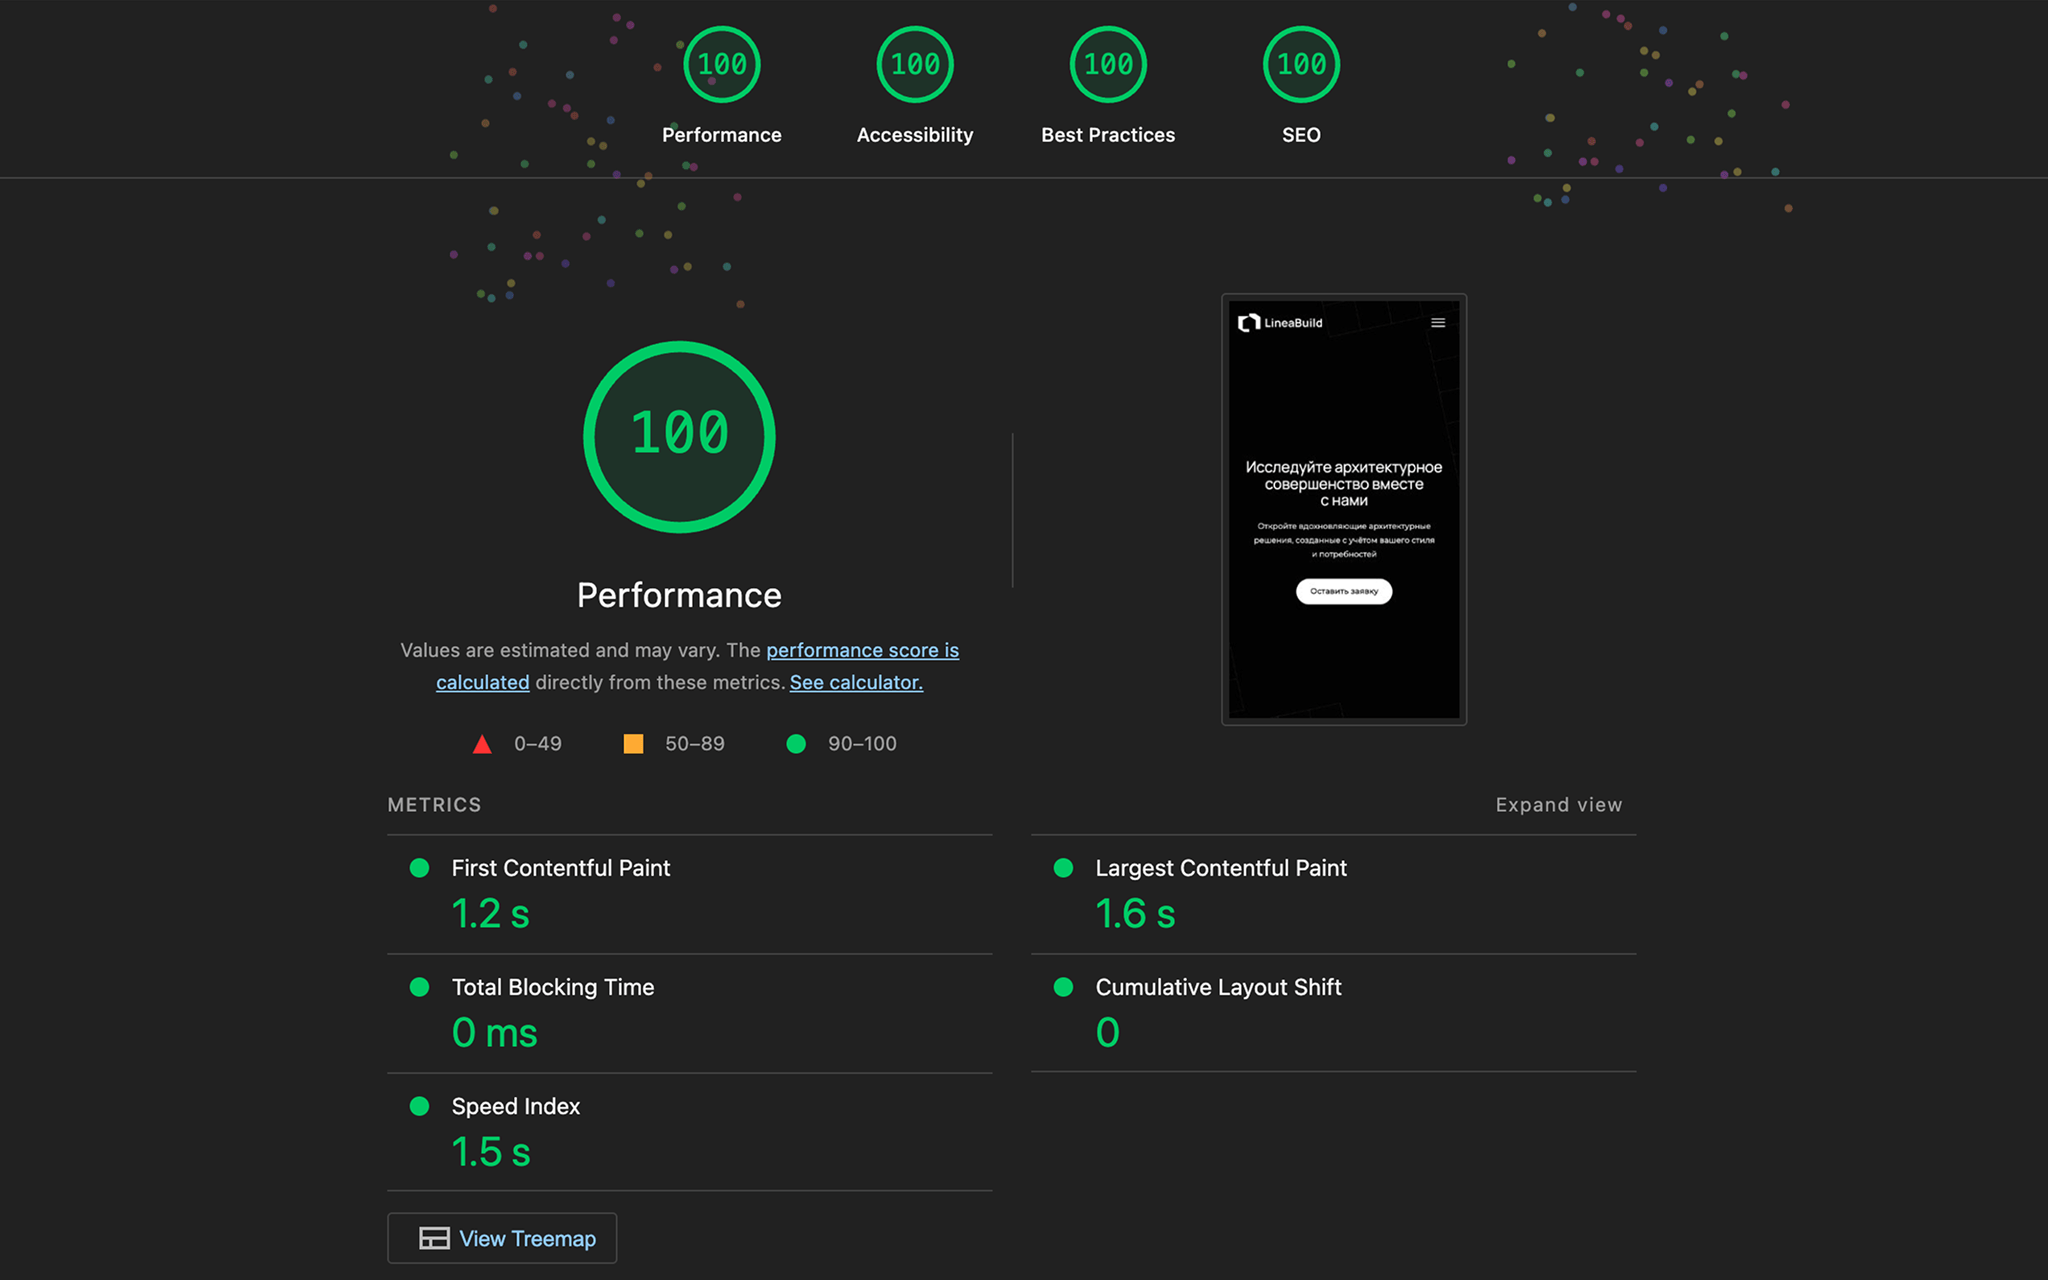 100 100 100 100
Performance Accessibility Best Practices SEO
100
Performance
Values are estimated and may vary. The performance score is
calculated directly from these metrics. See calculator.
0–49 50–89 90–100
LineaBuild
Исследуйте архитектурное
совершенство вместе
с нами
Откройте вдохновляющие архитектурные
решения, созданные с учётом вашего стиля
и потребностей
Оставить заявку
METRICS
Expand view
First Contentful Paint
1.2 s
Largest Contentful Paint
1.6 s
Total Blocking Time
0 ms
Cumulative Layout Shift
0
Speed Index
1.5 s
View Treemap